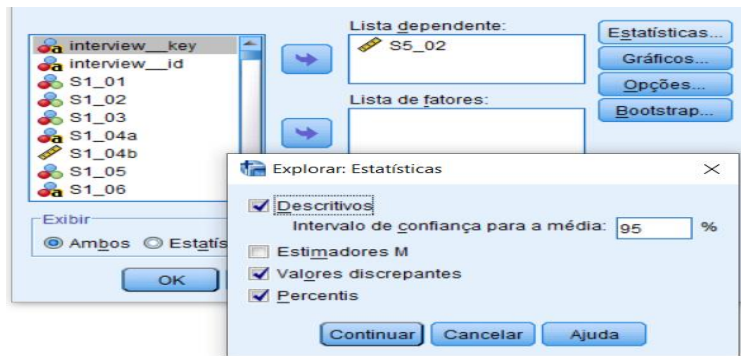 interview__key
interview__id
S1_01
S1_02
S1_03
S1_04a
S1_04b
S1_05
S1_06
Lista dependente:
S5_02
Lista de fatores:
Estatísticas...
Gráficos...
Opções...
Bootstrap...
Exibir
Ambos Estatís
OK
Explorar: Estatísticas
Descritivos
Intervalo de confiança para a média: 95 %
Estimadores M
Valores discrepantes
Percentis
Continuar Cancelar Ajuda